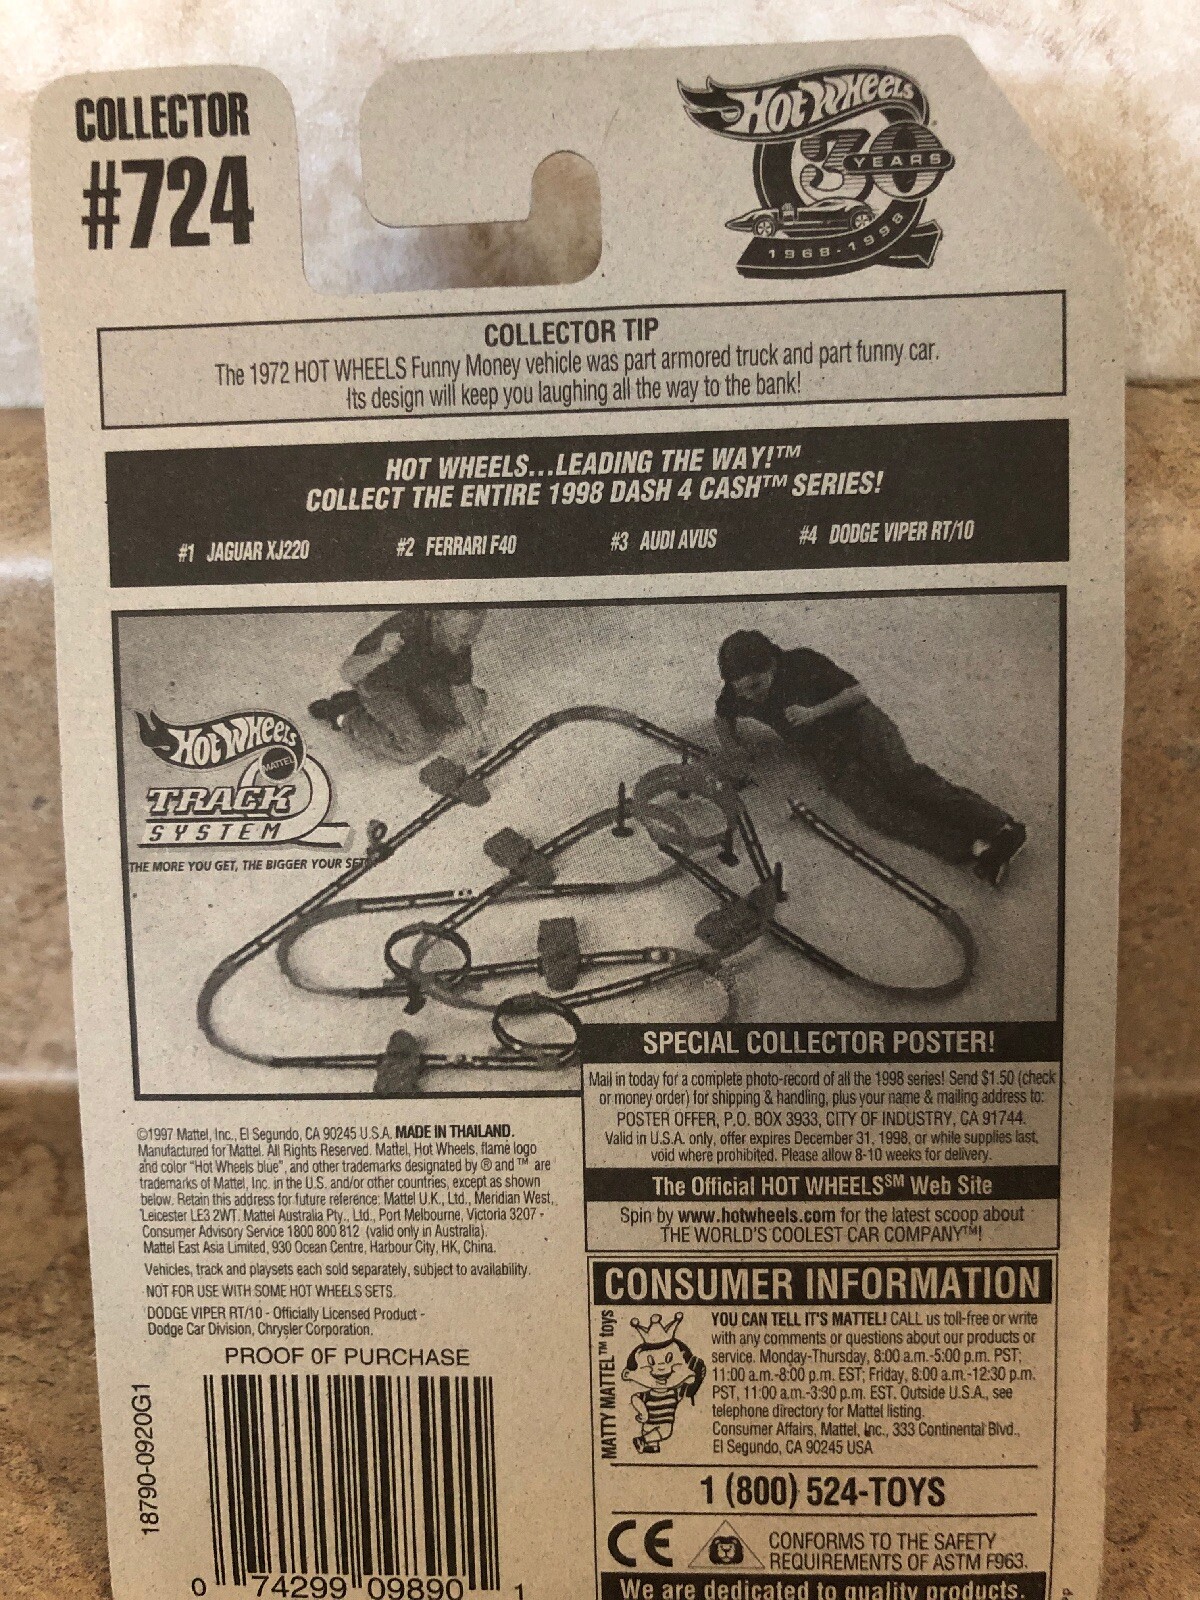 COLLECTOR
#724
HOT WHEELS
30
YEARS
1968-1998
COLLECTOR TIP
The 1972 HOT WHEELS Funny Money vehicle was part armored truck and part funny car.
Its design will keep you laughing all the way to the bank!
HOT WHEELS...LEADING THE WAY!™
COLLECT THE ENTIRE 1998 DASH 4 CASH™ SERIES!
#1 JAGUAR XJ220 #2 FERRARI F40 #3 AUDI AVUS #4 DODGE VIPER RT/10
HOT WHEELS
MATTEL
TRACK
SYSTEM
THE MORE YOU GET, THE BIGGER YOUR SET
SPECIAL COLLECTOR POSTER!
Mail in today for a complete photo-record of all the 1998 series! Send $1.50 (check
or money order) for shipping & handling, plus your name & mailing address to:
POSTER OFFER, P.O. BOX 3933, CITY OF INDUSTRY, CA 91744.
Valid in U.S.A. only, offer expires December 31, 1998, or while supplies last,
void where prohibited. Please allow 8-10 weeks for delivery.
The Official HOT WHEELS℠ Web Site
Spin by www.hotwheels.com for the latest scoop about
THE WORLD'S COOLEST CAR COMPANY™!
©1997 Mattel, Inc., El Segundo, CA 90245 U.S.A. MADE IN THAILAND.
Manufactured for Mattel. All Rights Reserved. Mattel, Hot Wheels, flame logo
and color "Hot Wheels blue", and other trademarks designated by ® and ™ are
trademarks of Mattel, Inc. in the U.S. and/or other countries, except as shown
below. Retain this address for future reference: Mattel U.K., Ltd., Meridian West,
Leicester LE3 2WT. Mattel Australia Pty., Ltd., Port Melbourne, Victoria 3207 -
Consumer Advisory Service 1800 800 812 (valid only in Australia).
Mattel East Asia Limited, 930 Ocean Centre, Harbour City, HK, China.
Vehicles, track and playsets each sold separately, subject to availability.
NOT FOR USE WITH SOME HOT WHEELS SETS.
DODGE VIPER RT/10 - Officially Licensed Product -
Dodge Car Division, Chrysler Corporation.
PROOF OF PURCHASE
18790-0920G1
0 74299 09890 1
CONSUMER INFORMATION
MATTY MATTEL™ toys
YOU CAN TELL IT'S MATTEL! CALL us toll-free or write
with any comments or questions about our products or
service. Monday-Thursday, 8:00 a.m.-5:00 p.m. PST;
11:00 a.m.-8:00 p.m. EST; Friday, 8:00 a.m.-12:30 p.m.
PST, 11:00 a.m.-3:30 p.m. EST. Outside U.S.A., see
telephone directory for Mattel listing.
Consumer Affairs, Mattel, Inc., 333 Continental Blvd.,
El Segundo, CA 90245 USA
1 (800) 524-TOYS
CE
CONFORMS TO THE SAFETY
REQUIREMENTS OF ASTM F963.
We are dedicated to quality products.